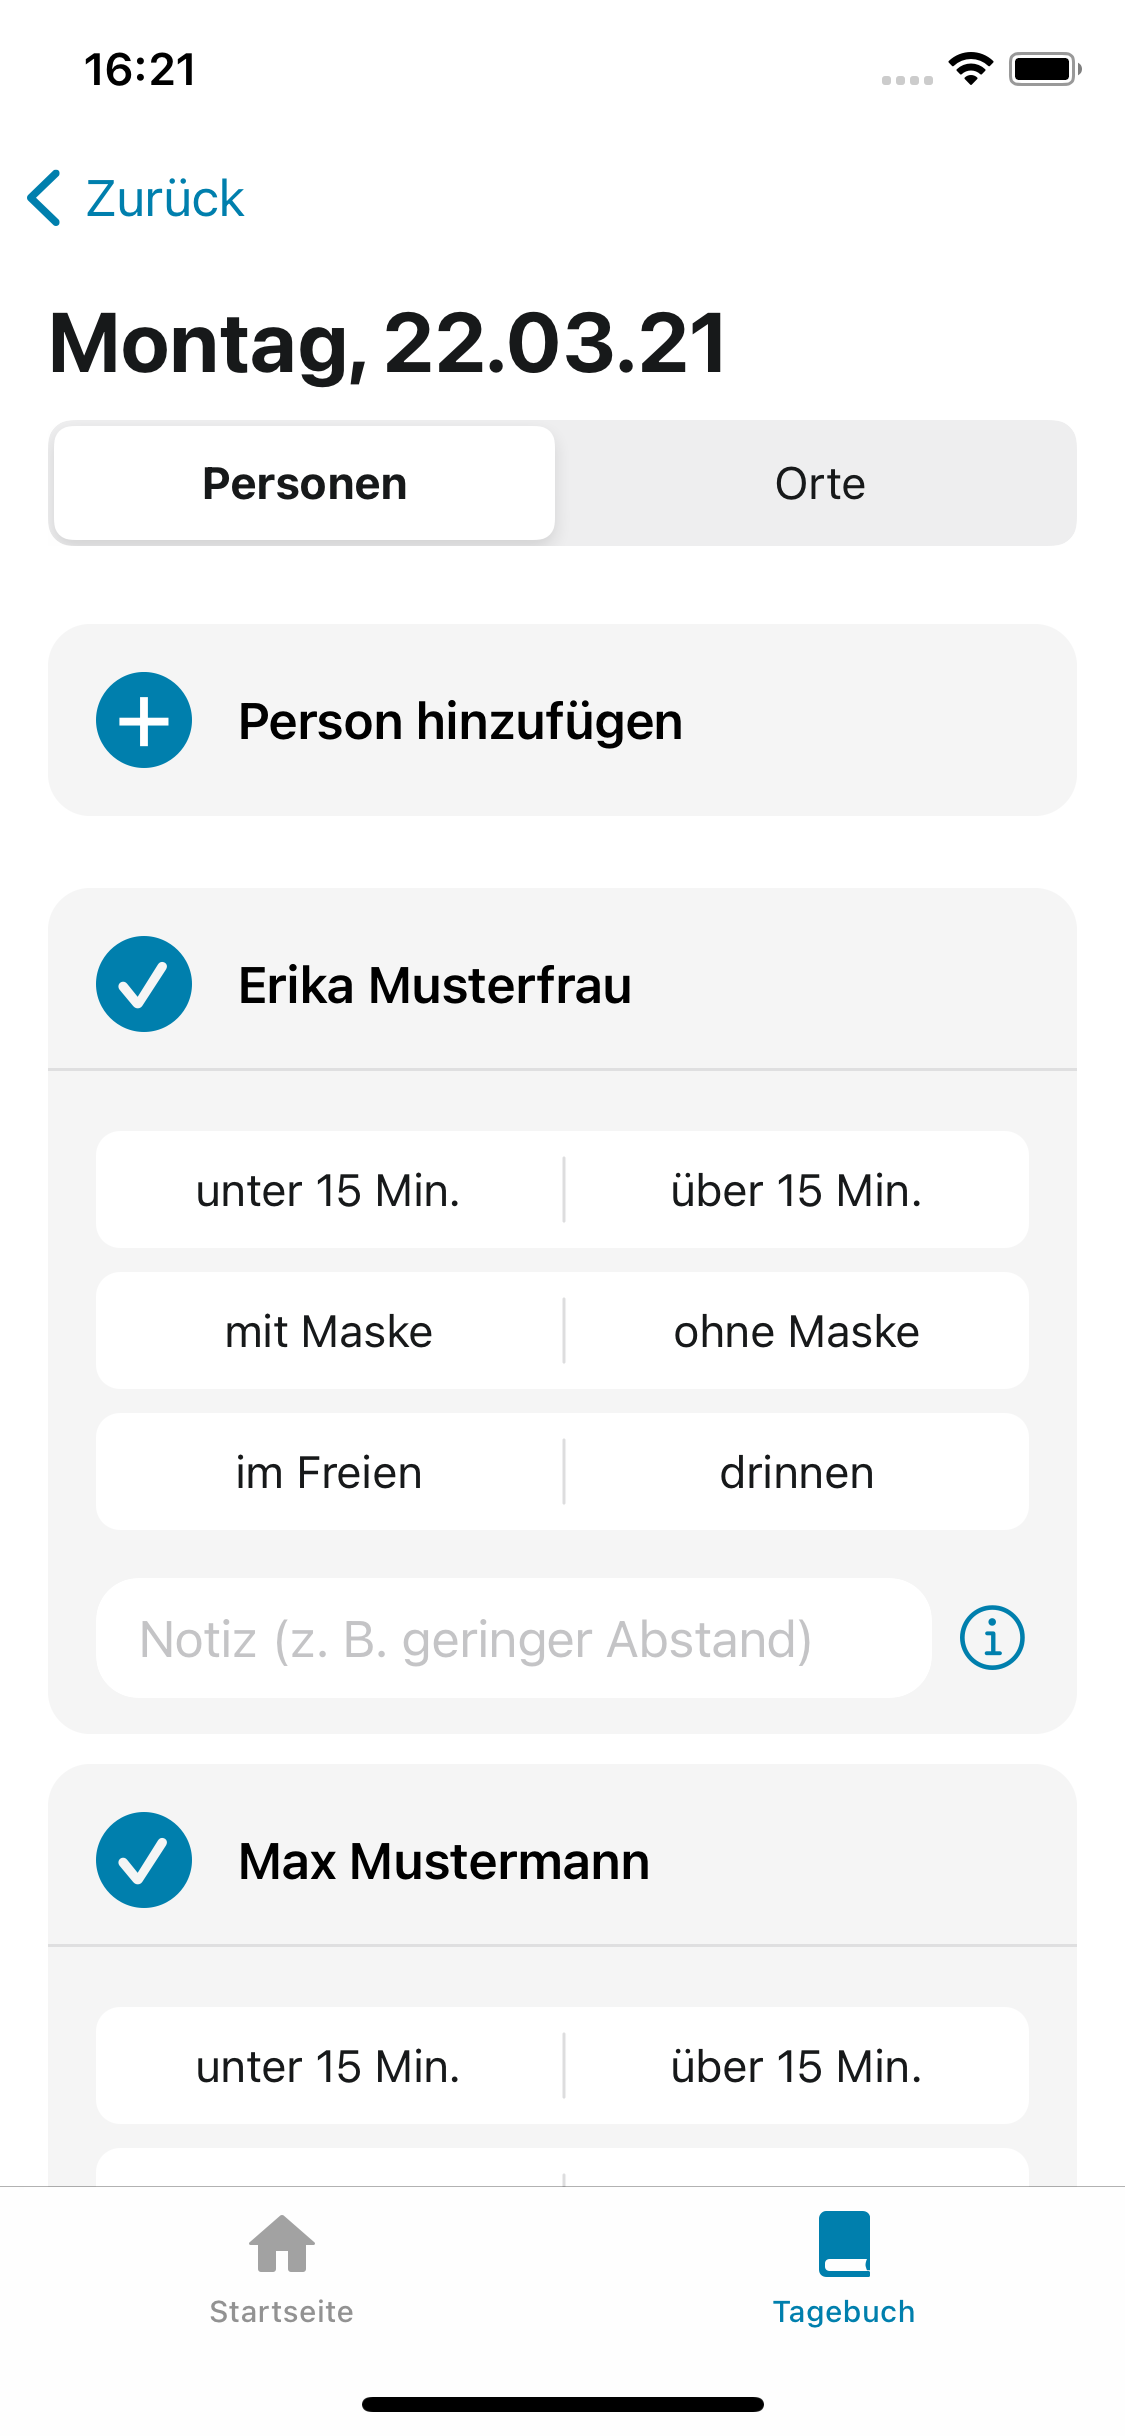 16:21
Zurück
Montag, 22.03.21
Personen Orte
Person hinzufügen
Erika Musterfrau
unter 15 Min. über 15 Min.
mit Maske ohne Maske
im Freien drinnen
Notiz (z. B. geringer Abstand)
Max Mustermann
unter 15 Min. über 15 Min.
Startseite Tagebuch